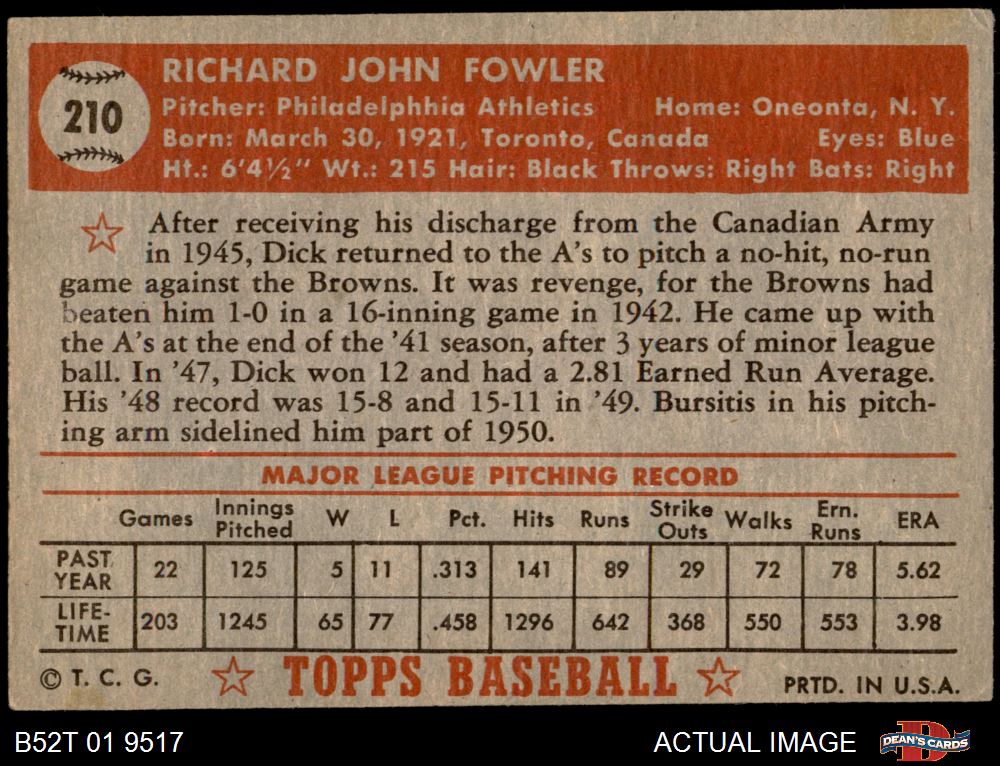 210
RICHARD JOHN FOWLER
Pitcher: Philadelphhia Athletics Home: Oneonta, N. Y.
Born: March 30, 1921, Toronto, Canada Eyes: Blue
Ht.: 6'4½" Wt.: 215 Hair: Black Throws: Right Bats: Right
After receiving his discharge from the Canadian Army
in 1945, Dick returned to the A's to pitch a no-hit, no-run
game against the Browns. It was revenge, for the Browns had
beaten him 1-0 in a 16-inning game in 1942. He came up with
the A's at the end of the '41 season, after 3 years of minor league
ball. In '47, Dick won 12 and had a 2.81 Earned Run Average.
His '48 record was 15-8 and 15-11 in '49. Bursitis in his pitch-
ing arm sidelined him part of 1950.
MAJOR LEAGUE PITCHING RECORD
Games Innings Pitched W L Pct. Hits Runs Strike Outs Walks Ern. Runs ERA
PAST YEAR 22 125 5 11 .313 141 89 29 72 78 5.62
LIFE-TIME 203 1245 65 77 .458 1296 642 368 550 553 3.98
© T. C. G. TOPPS BASEBALL PRTD. IN U.S.A.
B52T 01 9517 ACTUAL IMAGE DEAN'S CARDS